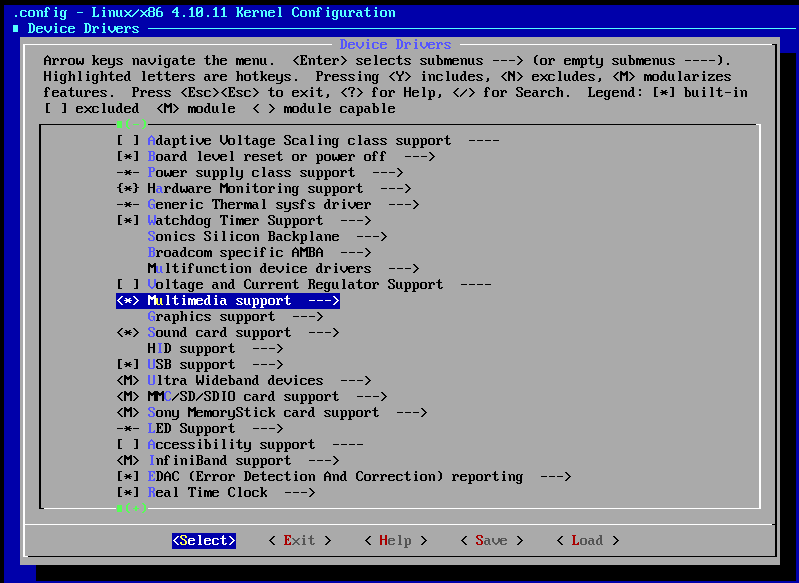 .config - Linux/x86 4.10.11 Kernel Configuration
Device Drivers
Device Drivers
Arrow keys navigate the menu.  <Enter> selects submenus ---> (or empty submenus ----).
Highlighted letters are hotkeys.  Pressing <Y> includes, <N> excludes, <M> modularizes
features.  Press <Esc><Esc> to exit, <?> for Help, </> for Search.  Legend: [*] built-in
[ ] excluded  <M> module  < > module capable
(-)
[ ] Adaptive Voltage Scaling class support  ----
[*] Board level reset or power off  --->
-*- Power supply class support  --->
{*} Hardware Monitoring support  --->
-*- Generic Thermal sysfs driver  --->
[*] Watchdog Timer Support  --->
Sonics Silicon Backplane  --->
Broadcom specific AMBA  --->
Multifunction device drivers  --->
[ ] Voltage and Current Regulator Support  ----
<*> Multimedia support  --->
Graphics support  --->
<*> Sound card support  --->
HID support  --->
[*] USB support  --->
<M> Ultra Wideband devices  --->
<M> MMC/SD/SDIO card support  --->
<M> Sony MemoryStick card support  --->
-*- LED Support  --->
[ ] Accessibility support  ----
<M> InfiniBand support  --->
[*] EDAC (Error Detection And Correction) reporting  --->
[*] Real Time Clock  --->
(+)
<Select>    < Exit >    < Help >    < Save >    < Load >